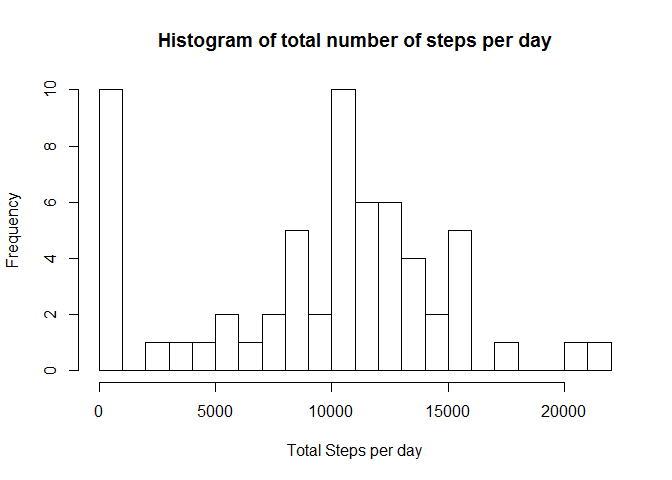 Histogram of total number of steps per day
Frequency
10
8
6
4
2
0
0 5000 10000 15000 20000
Total Steps per day